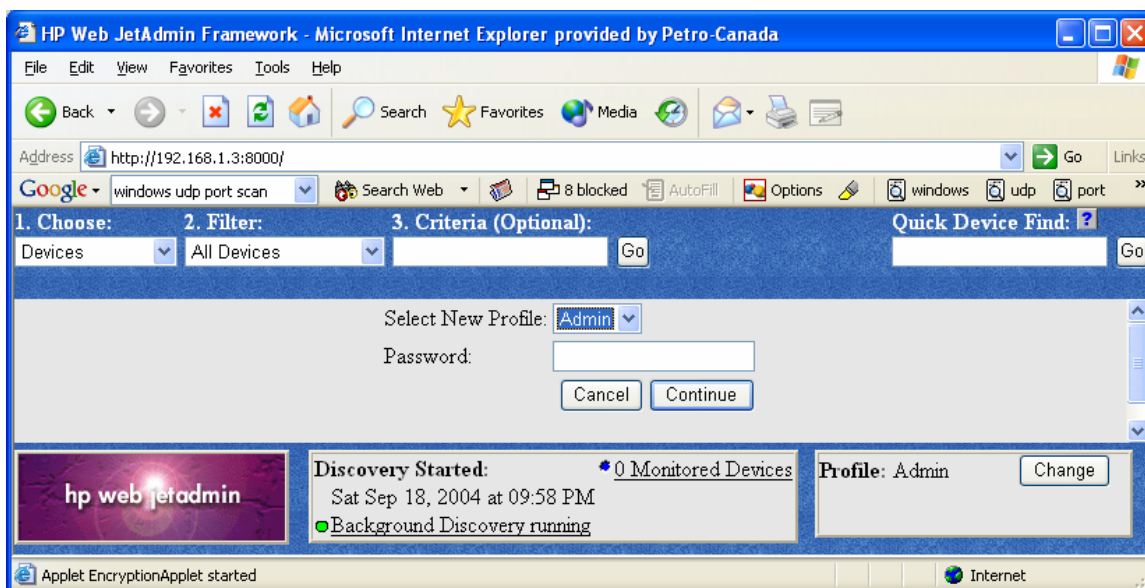 HP Web JetAdmin Framework - Microsoft Internet Explorer provided by Petro-Canada
File Edit View Favorites Tools Help
Back Search Favorites Media
Address http://192.168.1.3:8000/ Go Links
Google windows udp port scan Search Web 8 blocked AutoFill Options windows udp port »
1. Choose: 2. Filter: 3. Criteria (Optional): Quick Device Find: ?
Devices All Devices Go Go
Select New Profile: Admin
Password:
Cancel Continue
hp web jetadmin
Discovery Started: 0 Monitored Devices
Sat Sep 18, 2004 at 09:58 PM
Background Discovery running
Profile: Admin Change
Applet EncryptionApplet started Internet